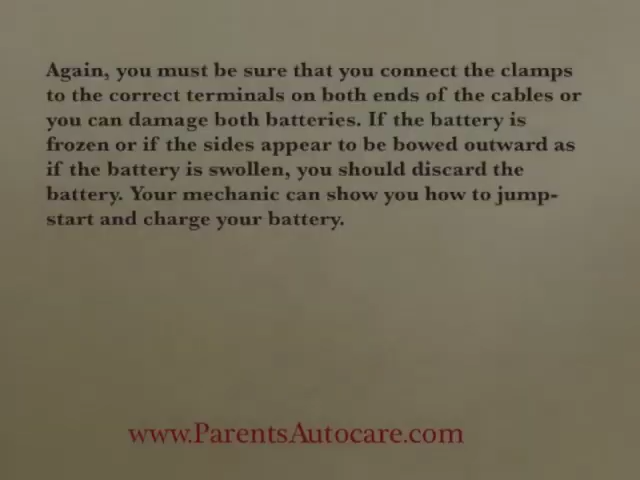 Again, you must be sure that you connect the clamps
to the correct terminals on both ends of the cables or
you can damage both batteries. If the battery is
frozen or if the sides appear to be bowed outward as
if the battery is swollen, you should discard the
battery. Your mechanic can show you how to jump-
start and charge your battery.
www.ParentsAutocare.com